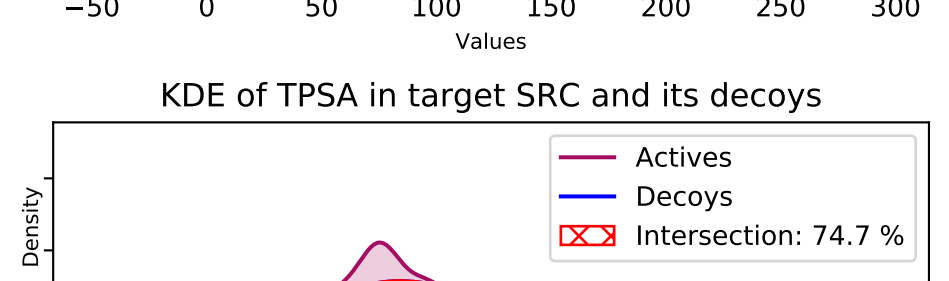 −50 0 50 100 150 200 250 300
Values
KDE of TPSA in target SRC and its decoys
Density
Actives
Decoys
Intersection: 74.7 %